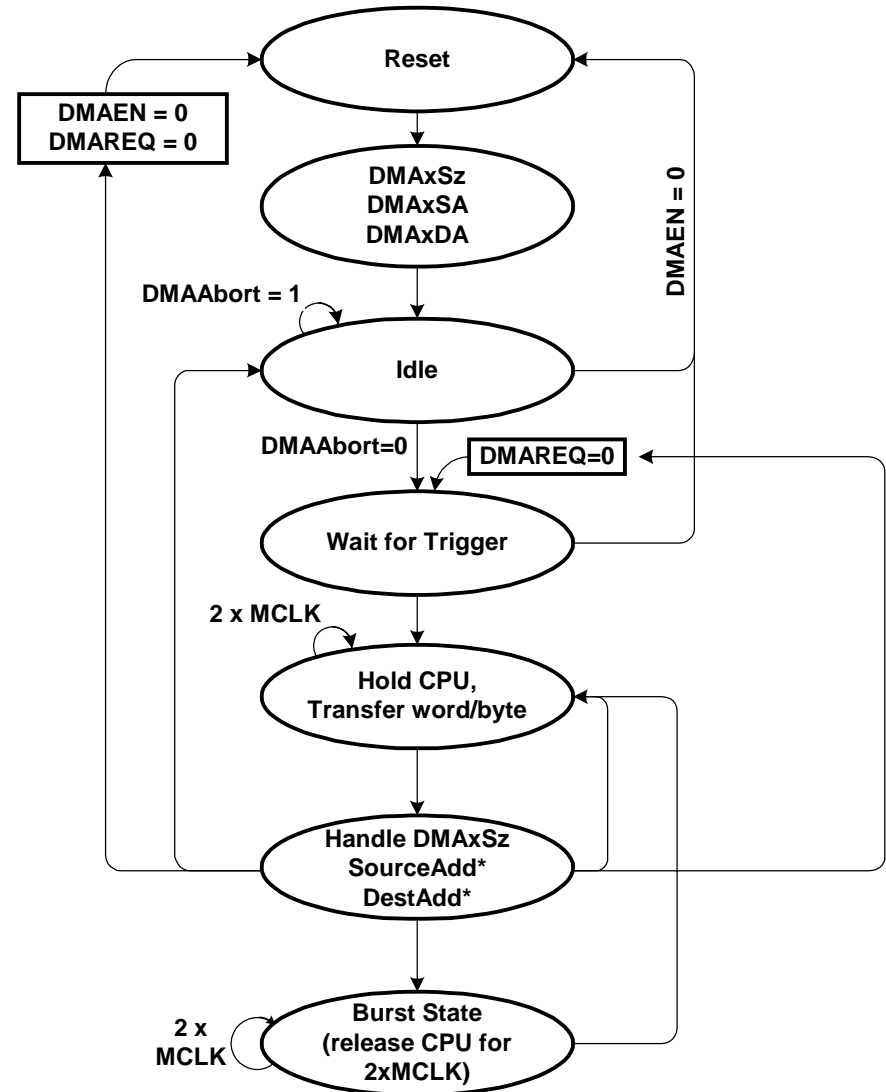 Reset
DMAEN = 0
DMAREQ = 0
DMAxSz
DMAxSA
DMAxDA
DMAEN = 0
DMAAbort = 1
Idle
DMAAbort=0
DMAREQ=0
Wait for Trigger
2 x MCLK
Hold CPU,
Transfer word/byte
Handle DMAxSz
SourceAdd*
DestAdd*
2 x
MCLK
Burst State
(release CPU for
2xMCLK)